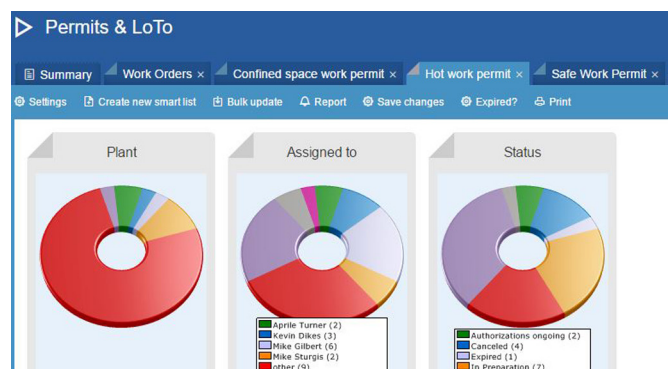 Permits & LoTo
Summary Work Orders × Confined space work permit × Hot work permit × Safe Work Permit ×
Settings Create new smart list Bulk update Report Save changes Expired? Print
Plant Assigned to Status
Aprile Turner (2)
Kevin Dikes (3)
Mike Gilbert (6)
Mike Sturgis (2)
other (9)
Authorizations ongoing (2)
Canceled (4)
Expired (1)
In Preparation (7)